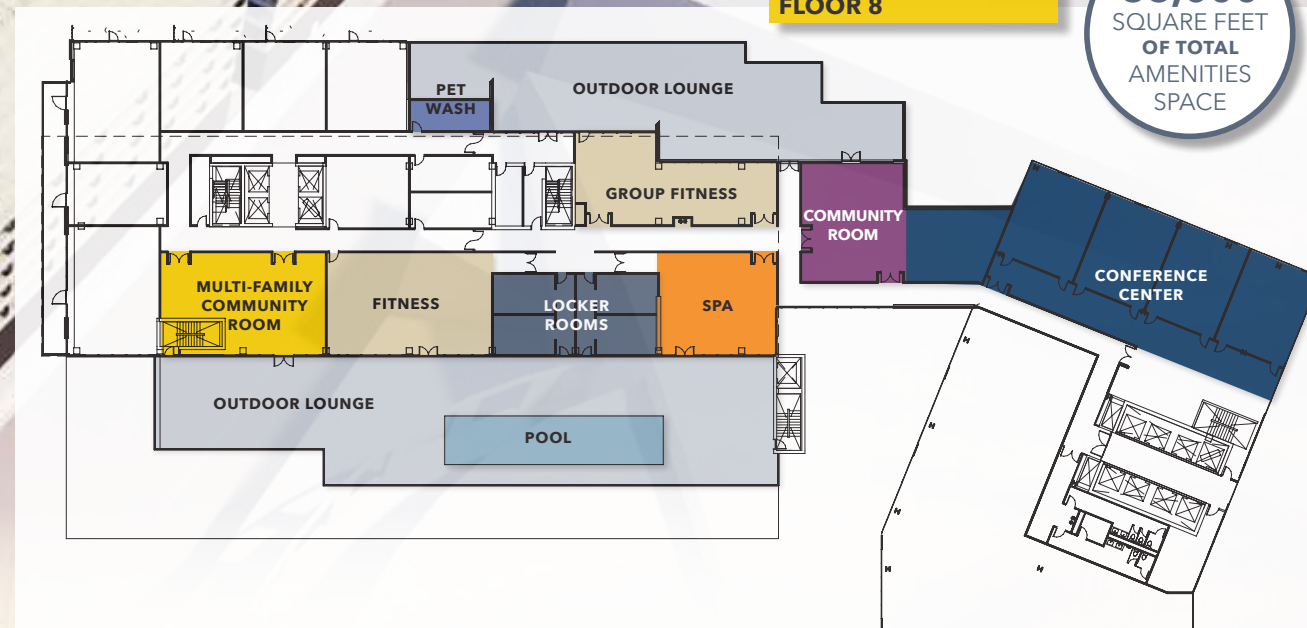 FLOOR 8
SQUARE FEET
OF TOTAL
AMENITIES
SPACE
PET
WASH
OUTDOOR LOUNGE
GROUP FITNESS
COMMUNITY
ROOM
CONFERENCE
CENTER
MULTI-FAMILY
COMMUNITY
ROOM
FITNESS
LOCKER
ROOMS
SPA
OUTDOOR LOUNGE
POOL